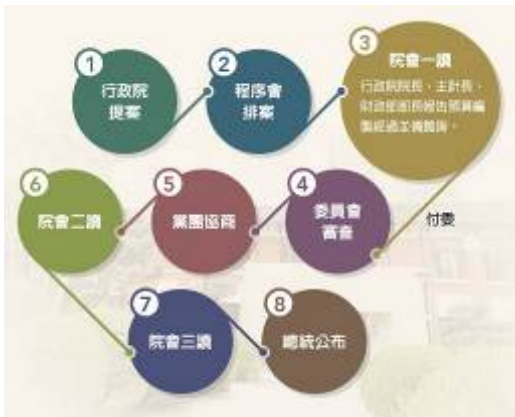 1
行政院
提案
2
程序會
排案
3
院會一讀
行政院院長、主計長、
財政部部長報告預算編
製經過並備詢。
付委
4
委員會
審查
5
黨團協商
6
院會二讀
7
院會三讀
8
總統公布